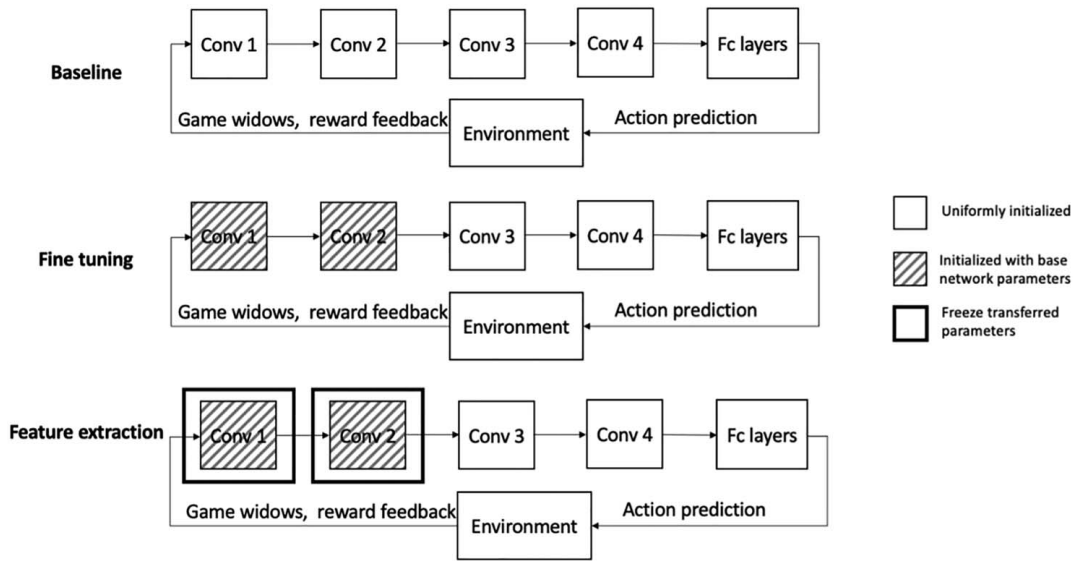 Baseline
Conv 1
Conv 2
Conv 3
Conv 4
Fc layers
Game widows, reward feedback
Environment
Action prediction
Fine tuning
Conv 1
Conv 2
Conv 3
Conv 4
Fc layers
Game widows, reward feedback
Environment
Action prediction
Feature extraction
Conv 1
Conv 2
Conv 3
Conv 4
Fc layers
Game widows, reward feedback
Environment
Action prediction
Uniformly initialized
Initialized with base
network parameters
Freeze transferred
parameters